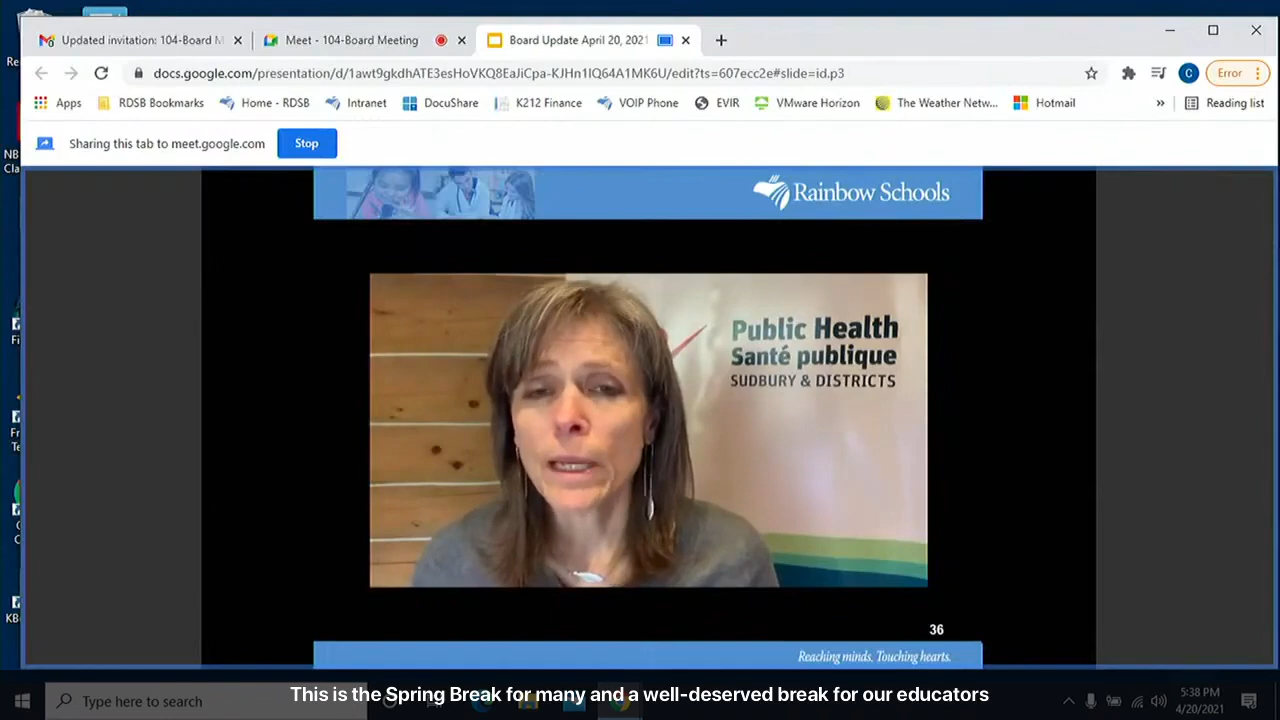 Updated invitation: 104-Board M
Meet - 104-Board Meeting
Board Update April 20, 2021
docs.google.com/presentation/d/1awt9gkdhATE3esHoVKQ8EaJiCpa-KJHn1IQ64A1MK6U/edit?ts=607ecc2e#slide=id.p3
C
Error
Apps
RDSB Bookmarks
Home - RDSB
Intranet
DocuShare
K212 Finance
VOIP Phone
EVIR
VMware Horizon
The Weather Netw...
Hotmail
»
Reading list
Sharing this tab to meet.google.com
Stop
Rainbow Schools
Public Health
Santé publique
SUDBURY & DISTRICTS
36
Reaching minds. Touching hearts.
Type here to search
This is the Spring Break for many and a well-deserved break for our educators
5:38 PM
4/20/2021